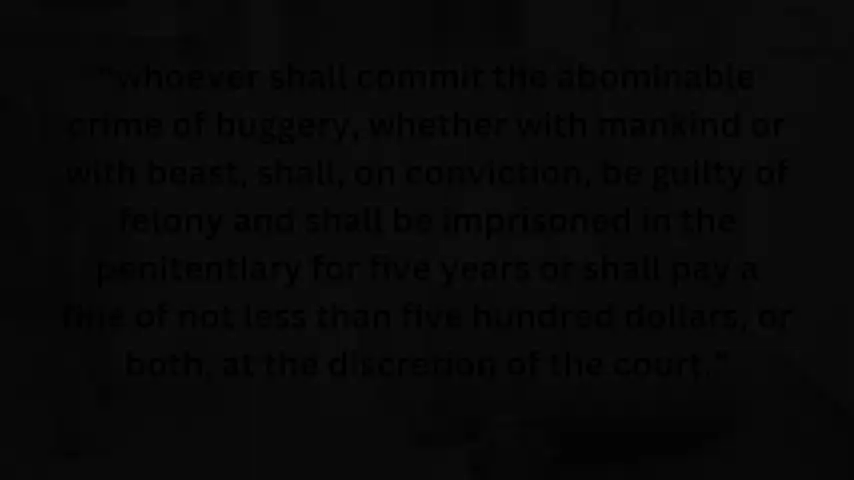 "whoever shall commit the abominable
crime of buggery, whether with mankind or
with beast, shall, on conviction, be guilty of
felony and shall be imprisoned in the
penitentiary for five years or shall pay a
fine of not less than five hundred dollars, or
both, at the discretion of the court."